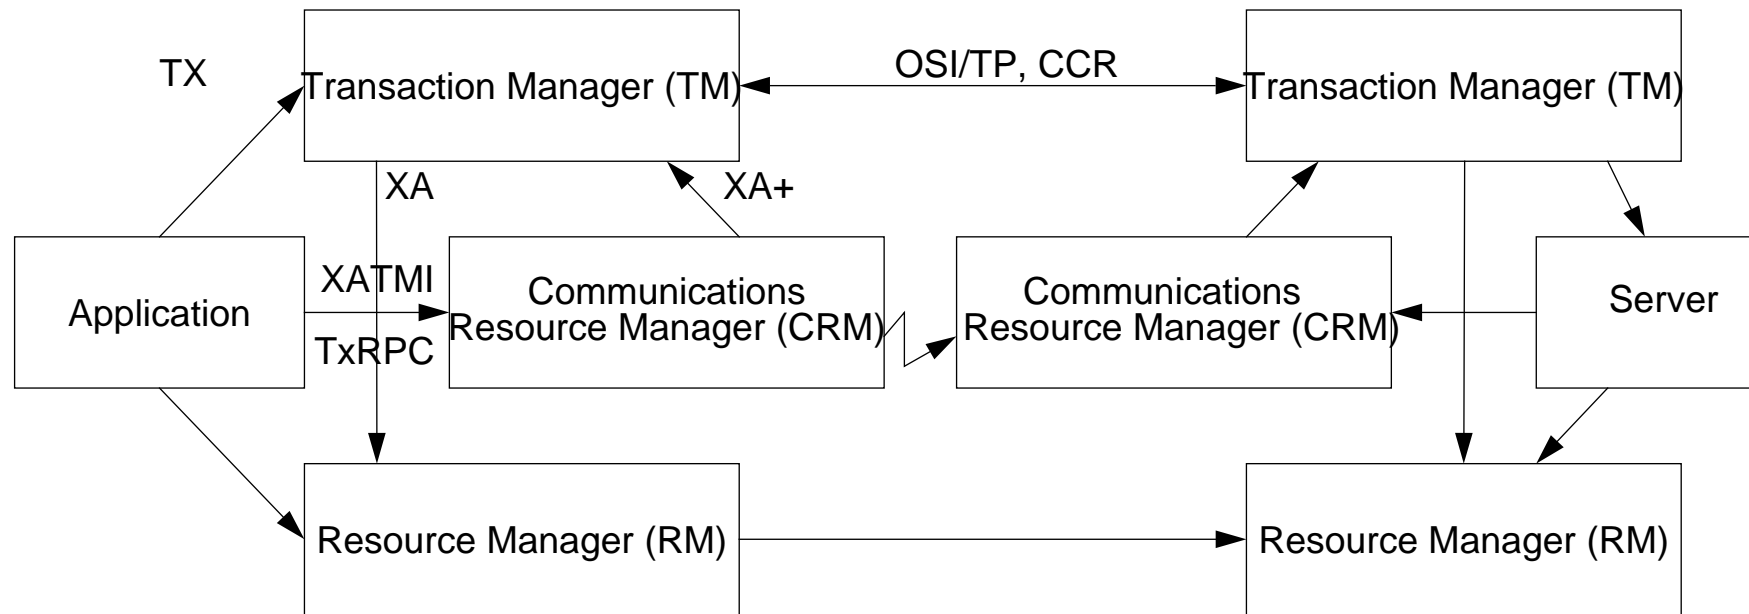 TX
Transaction Manager (TM)
OSI/TP, CCR
Transaction Manager (TM)
XA
XA+
Application
XATMI
TxRPC
Communications
Resource Manager (CRM)
Communications
Resource Manager (CRM)
Server
Resource Manager (RM)
Resource Manager (RM)